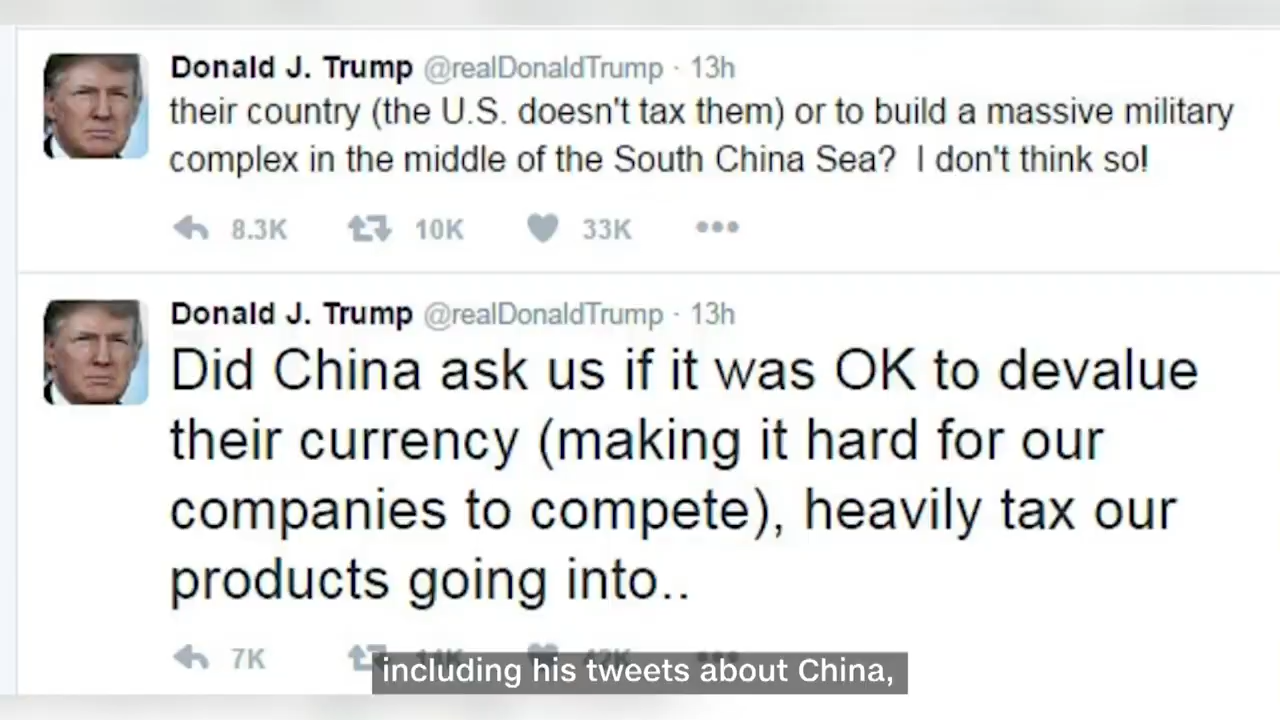 Donald J. Trump @realDonaldTrump · 13h
their country (the U.S. doesn't tax them) or to build a massive military
complex in the middle of the South China Sea? I don't think so!
8.3K 10K 33K •••
Donald J. Trump @realDonaldTrump · 13h
Did China ask us if it was OK to devalue
their currency (making it hard for our
companies to compete), heavily tax our
products going into..
7K
including his tweets about China,